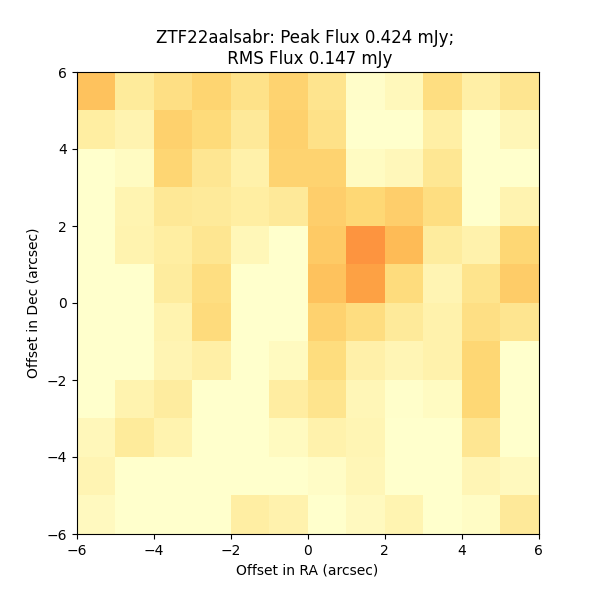 ZTF22aalsabr: Peak Flux 0.424 mJy;
RMS Flux 0.147 mJy
6
4
2
0
−2
−4
−6
Offset in Dec (arcsec)
−6 −4 −2 0 2 4 6
Offset in RA (arcsec)